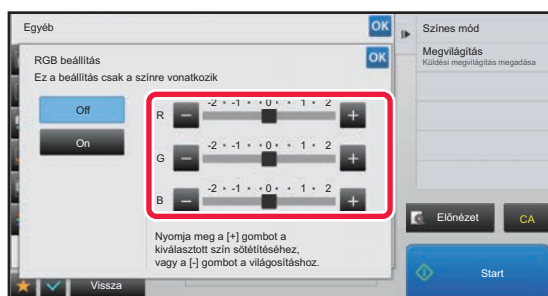 Egyéb
OK
RGB beállítás
OK
Ez a beállítás csak a színre vonatkozik
Off
On
R - -2 • -1 • • 0 • • 1 • 2 +
G - -2 • -1 • • 0 • • 1 • 2 +
B - -2 • -1 • • 0 • • 1 • 2 +
Nyomja meg a [+] gombot a
kiválasztott szín sötétítéséhez,
vagy a [-] gombot a világosításhoz.
Vissza
Színes mód
Megvilágítás
Küldési megvilágítás megadása
Előnézet
CA
Start